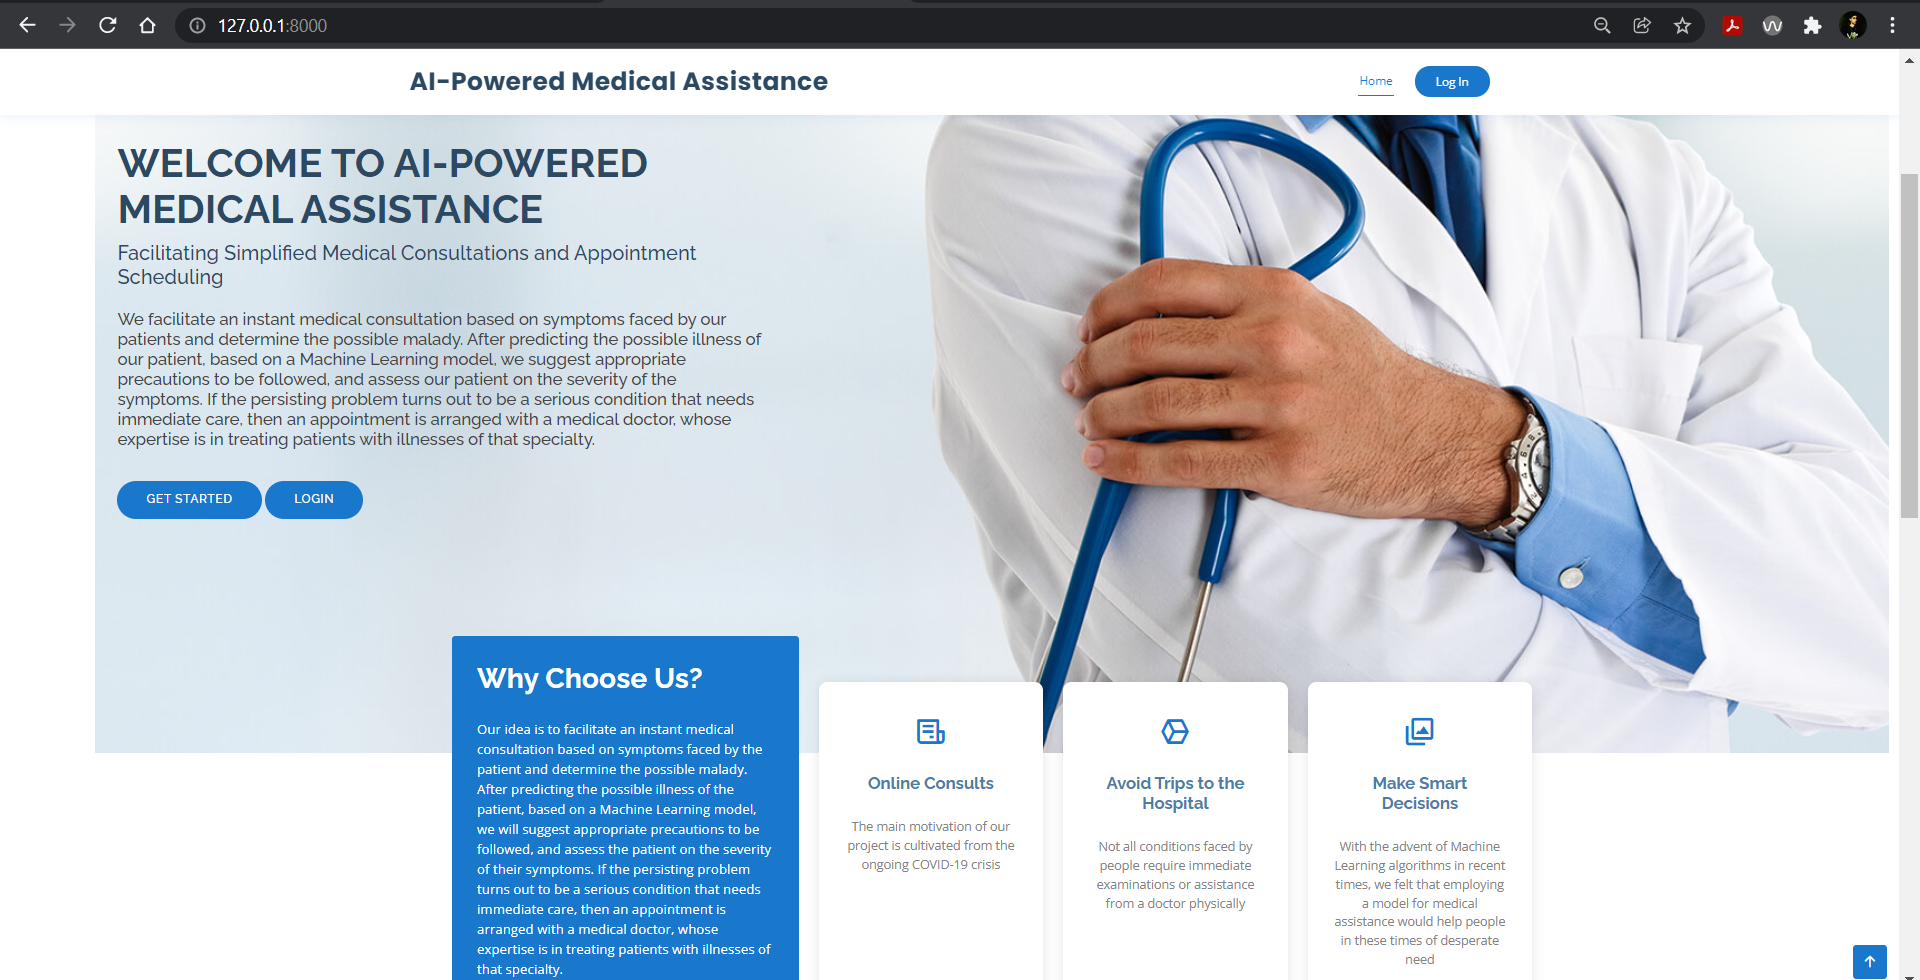 127.0.0.1:8000
AI-Powered Medical Assistance
Home
Log In
WELCOME TO AI-POWERED
MEDICAL ASSISTANCE
Facilitating Simplified Medical Consultations and Appointment
Scheduling
We facilitate an instant medical consultation based on symptoms faced by our
patients and determine the possible malady. After predicting the possible illness of
our patient, based on a Machine Learning model, we suggest appropriate
precautions to be followed, and assess our patient on the severity of the
symptoms. If the persisting problem turns out to be a serious condition that needs
immediate care, then an appointment is arranged with a medical doctor, whose
expertise is in treating patients with illnesses of that specialty.
GET STARTED
LOGIN
Why Choose Us?
Our idea is to facilitate an instant medical
consultation based on symptoms faced by the
patient and determine the possible malady.
After predicting the possible illness of the
patient, based on a Machine Learning model,
we will suggest appropriate precautions to be
followed, and assess the patient on the severity
of their symptoms. If the persisting problem
turns out to be a serious condition that needs
immediate care, then an appointment is
arranged with a medical doctor, whose
expertise is in treating patients with illnesses of
that specialty.
Online Consults
The main motivation of our
project is cultivated from the
ongoing COVID-19 crisis
Avoid Trips to the
Hospital
Not all conditions faced by
people require immediate
examinations or assistance
from a doctor physically
Make Smart
Decisions
With the advent of Machine
Learning algorithms in recent
times, we felt that employing
a model for medical
assistance would help people
in these times of desperate
need